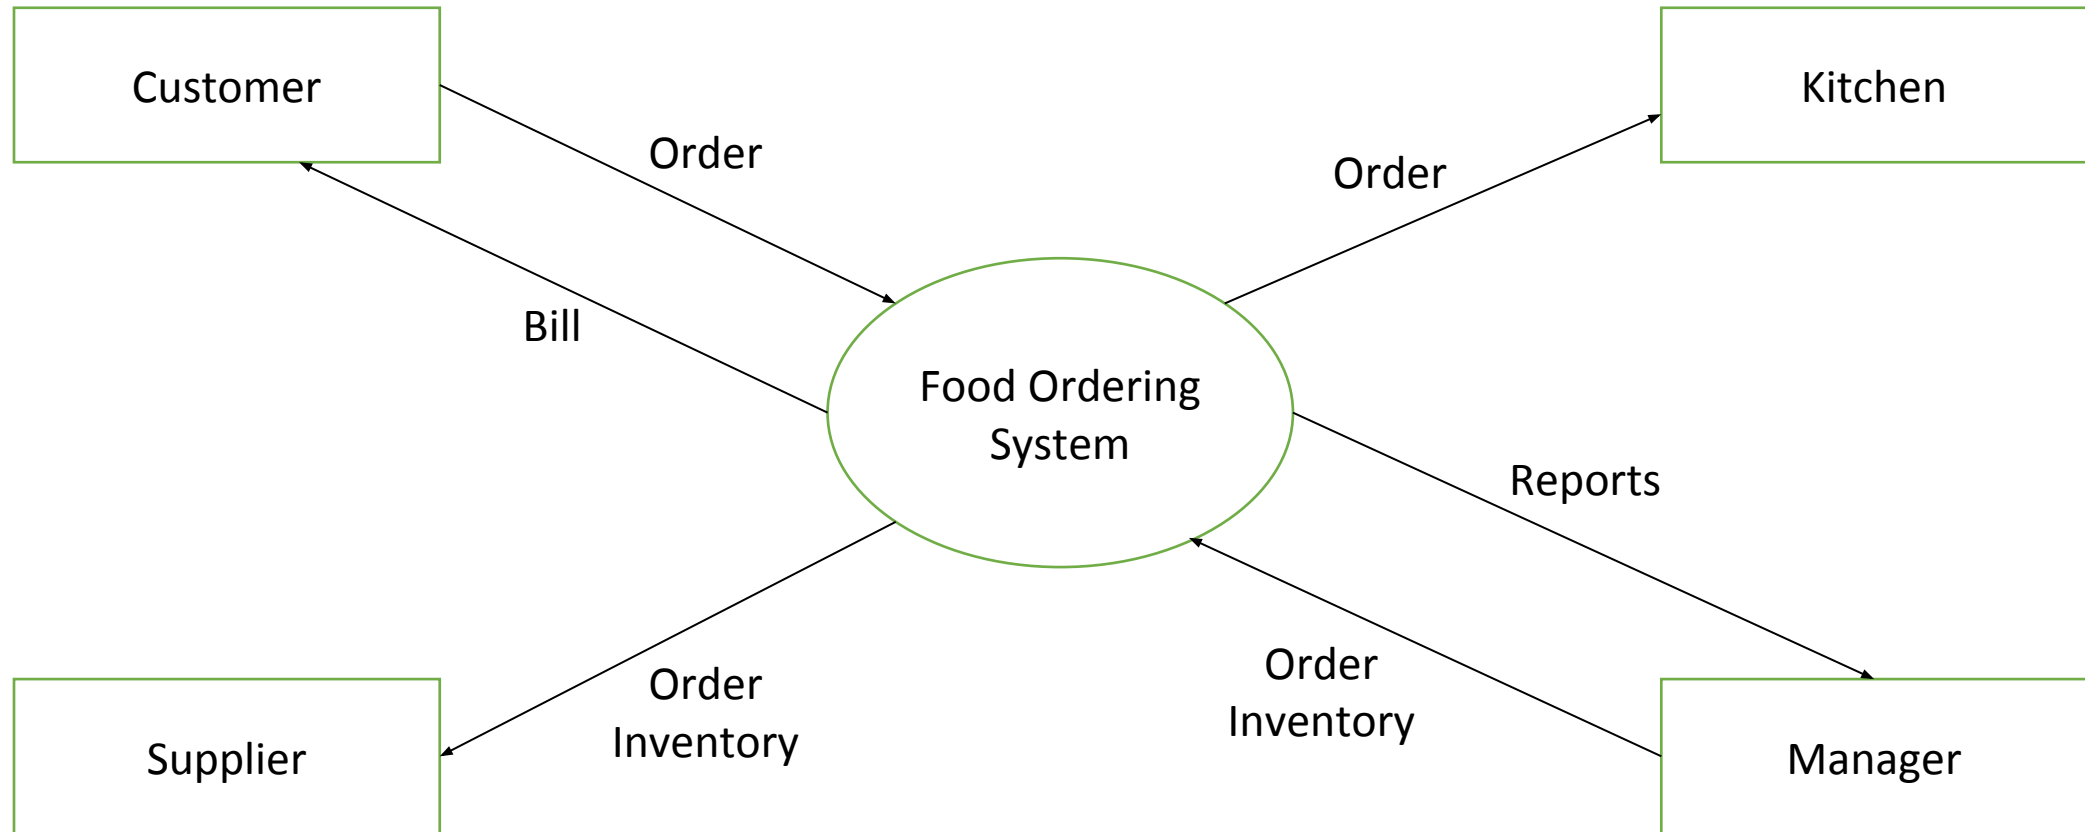 Customer
Kitchen
Order
Order
Bill
Food Ordering
System
Reports
Order
Inventory
Order
Inventory
Supplier
Manager